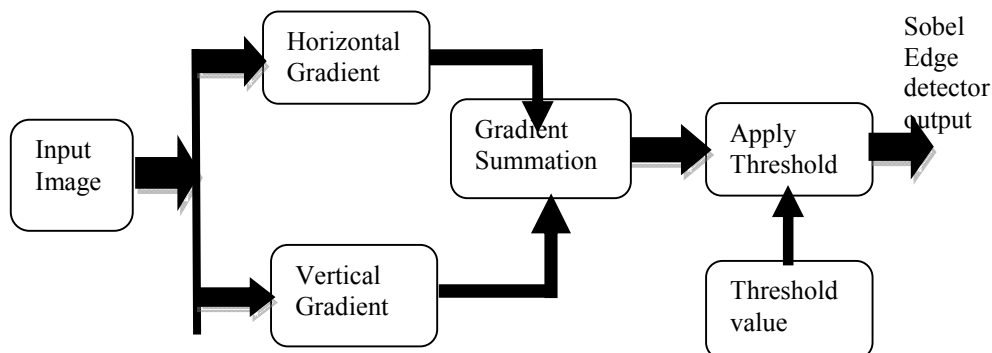 Input
Image
Horizontal
Gradient
Vertical
Gradient
Gradient
Summation
Apply
Threshold
Threshold
value
Sobel
Edge
detector
output